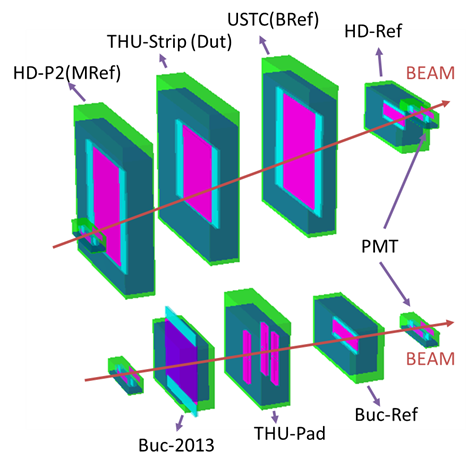 USTC(BRef)
THU-Strip (Dut)
HD-Ref
HD-P2(MRef)
BEAM
PMT
BEAM
Buc-Ref
THU-Pad
Buc-2013